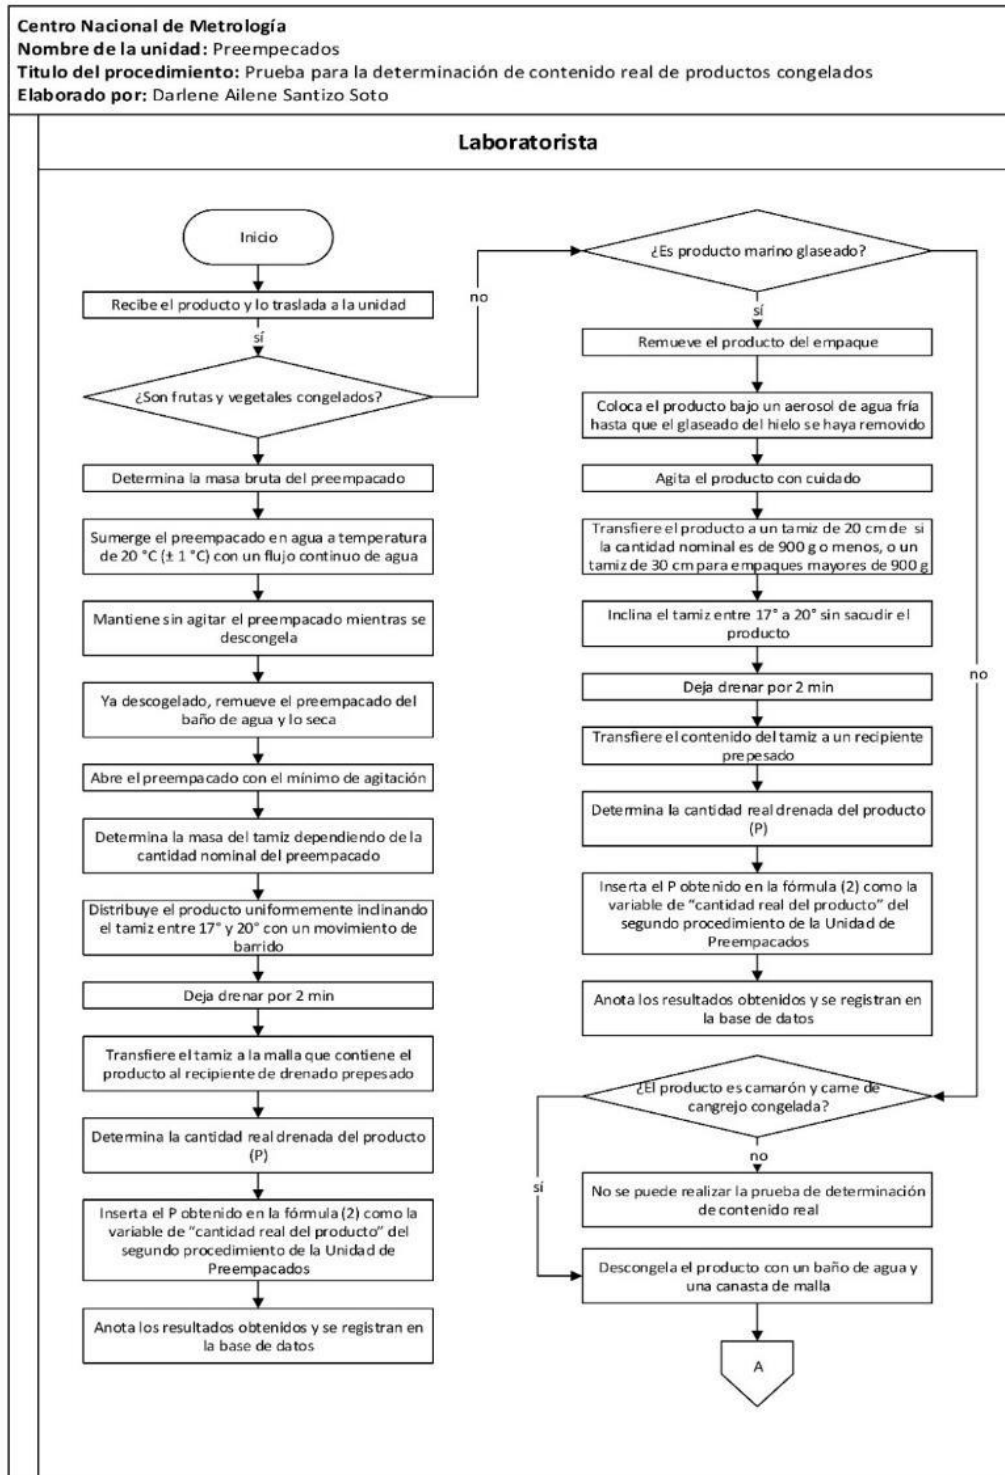 Centro Nacional de Metrología
Nombre de la unidad: Preempecados
Titulo del procedimiento: Prueba para la determinación de contenido real de productos congelados
Elaborado por: Darlene Ailene Santizo Soto
Laboratorista
Inicio
Recibe el producto y lo traslada a la unidad
sí
¿Son frutas y vegetales congelados?
no
Determina la masa bruta del preempacado
Sumerge el preempacado en agua a temperatura
de 20 °C (± 1 °C) con un flujo continuo de agua
Mantiene sin agitar el preempacado mientras se
descongela
Ya descogelado, remueve el preempacado del
baño de agua y lo seca
Abre el preempacado con el mínimo de agitación
Determina la masa del tamiz dependiendo de la
cantidad nominal del preempacado
Distribuye el producto uniformemente inclinando
el tamiz entre 17° y 20° con un movimiento de
barrido
Deja drenar por 2 min
Transfiere el tamiz a la malla que contiene el
producto al recipiente de drenado prepesado
Determina la cantidad real drenada del producto
(P)
Inserta el P obtenido en la fórmula (2) como la
variable de “cantidad real del producto” del
segundo procedimiento de la Unidad de
Preempacados
Anota los resultados obtenidos y se registran en
la base de datos
¿Es producto marino glaseado?
sí
no
Remueve el producto del empaque
Coloca el producto bajo un aerosol de agua fría
hasta que el glaseado del hielo se haya removido
Agita el producto con cuidado
Transfiere el producto a un tamiz de 20 cm de si
la cantidad nominal es de 900 g o menos, o un
tamiz de 30 cm para empaques mayores de 900 g
Inclina el tamiz entre 17° a 20° sin sacudir el
producto
Deja drenar por 2 min
Transfiere el contenido del tamiz a un recipiente
prepesado
Determina la cantidad real drenada del producto
(P)
Inserta el P obtenido en la fórmula (2) como la
variable de “cantidad real del producto” del
segundo procedimiento de la Unidad de
Preempacados
Anota los resultados obtenidos y se registran en
la base de datos
¿El producto es camarón y carne de
cangrejo congelada?
no
sí
No se puede realizar la prueba de determinación
de contenido real
Descongela el producto con un baño de agua y
una canasta de malla
A